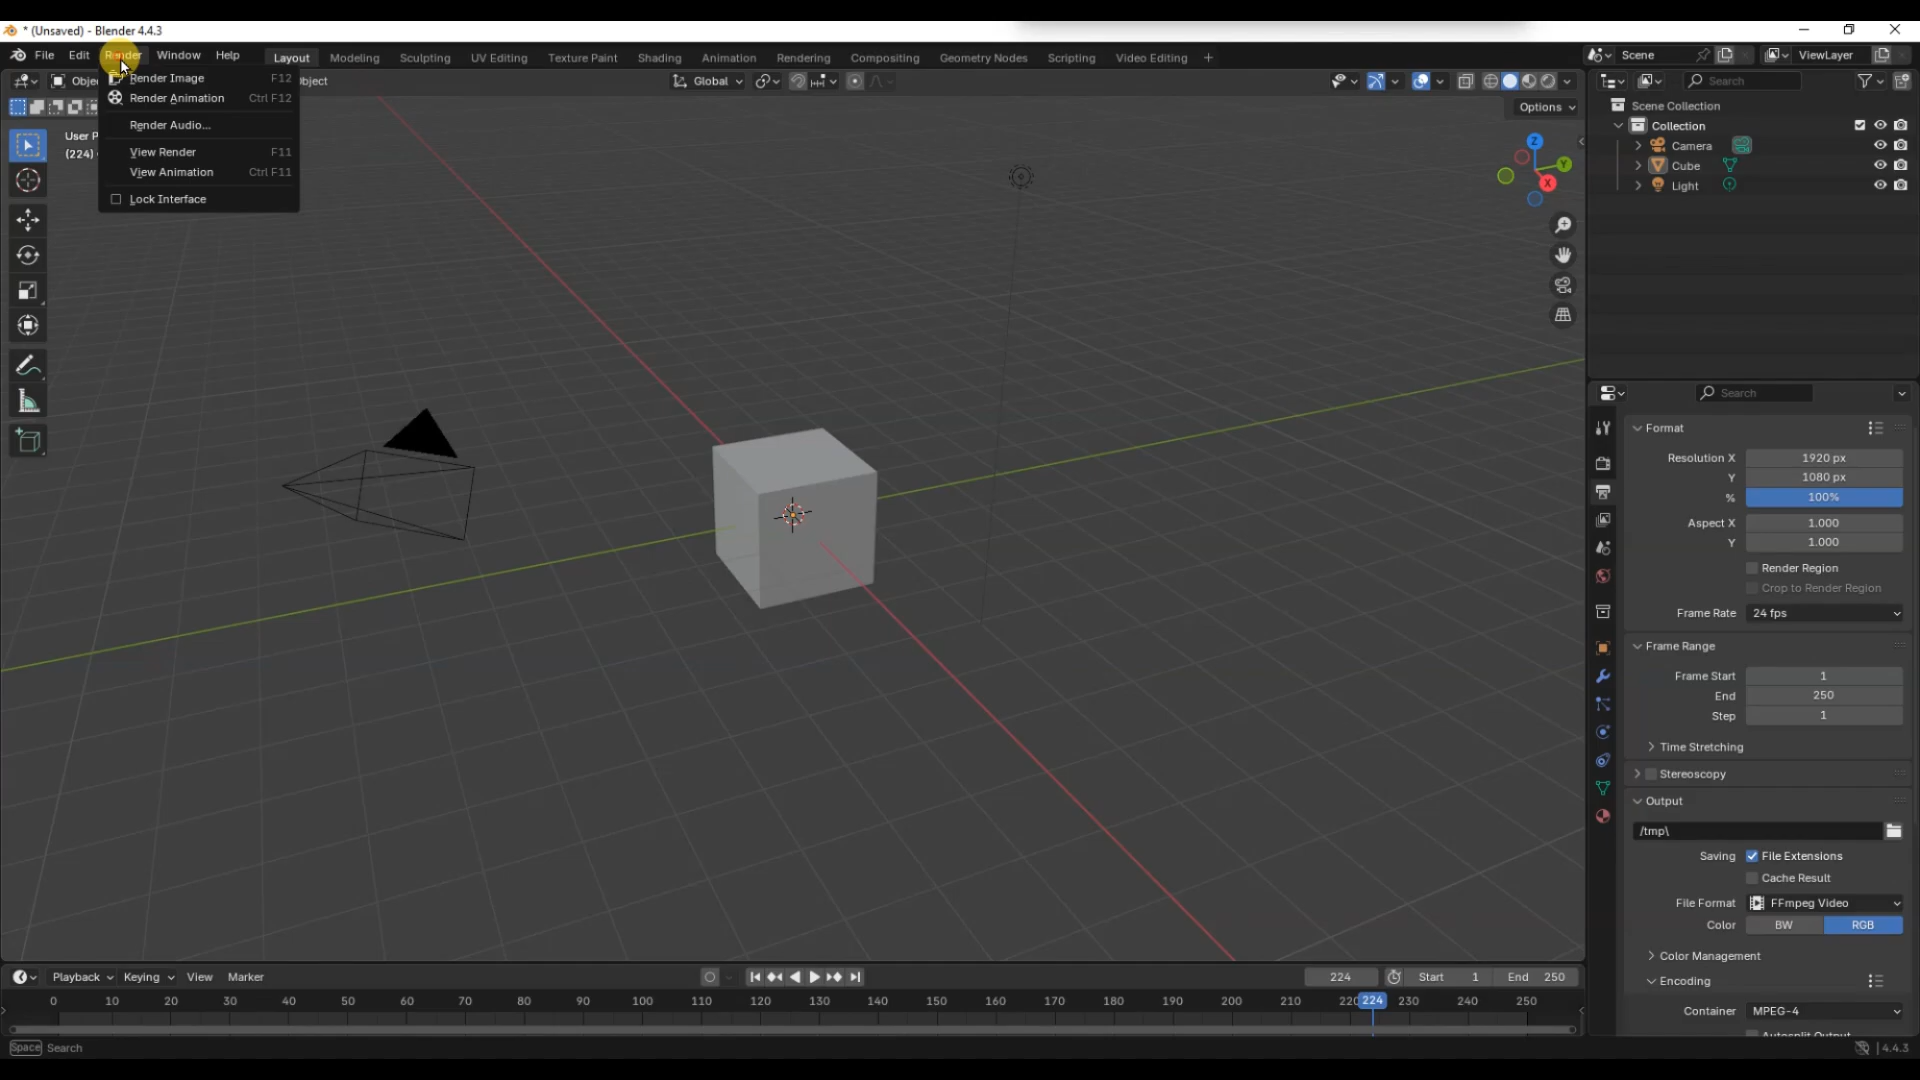 * (Unsaved) - Blender 4.4.3
File Edit Render Window Help Layout Modeling Sculpting UV Editing Texture Paint Shading Animation Rendering Compositing Geometry Nodes Scripting Video Editing + Scene ViewLayer
Render Image F12
Render Animation Ctrl F12
Render Audio...
View Render F11
View Animation Ctrl F11
Lock Interface
Objec
bject
Global
Options
User P
(224)
Z
Y
X
Search
Scene Collection
Collection
Camera
Cube
Light
Search
Format
Resolution X 1920 px
Y 1080 px
% 100%
Aspect X 1.000
Y 1.000
Render Region
Crop to Render Region
Frame Rate 24 fps
Frame Range
Frame Start 1
End 250
Step 1
Time Stretching
Stereoscopy
Output
/tmp\
Saving File Extensions
Cache Result
File Format FFmpeg Video
Color BW RGB
Color Management
Encoding
Container MPEG-4
Autosplit Output
Playback Keying View Marker 224 Start 1 End 250
0 10 20 30 40 50 60 70 80 90 100 110 120 130 140 150 160 170 180 190 200 210 220 224 230 240 250
Space Search 4.4.3